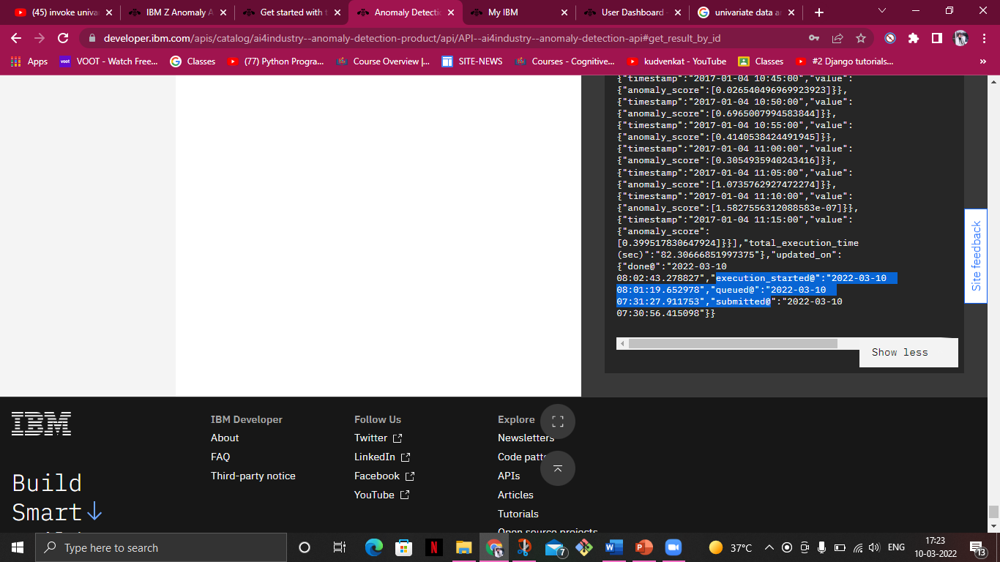 (45) invoke univa
IBM Z Anomaly A
Get started with t
Anomaly Detectio
My IBM
User Dashboard -
univariate data a
developer.ibm.com/apis/catalog/ai4industry--anomaly-detection-product/api/API--ai4industry--anomaly-detection-api#get_result_by_id
Apps
voot
VOOT - Watch Free...
Classes
(77) Python Progra...
Course Overview |...
SITE-NEWS
Courses - Cognitive...
kudvenkat - YouTube
Classes
#2 Django tutorials...
»
{"timestamp":"2017-01-04 10:45:00","value":
{"anomaly_score":[0.026540496969923923]}},
{"timestamp":"2017-01-04 10:50:00","value":
{"anomaly_score":[0.6965007994583844]}},
{"timestamp":"2017-01-04 10:55:00","value":
{"anomaly_score":[0.4140538424491945]}},
{"timestamp":"2017-01-04 11:00:00","value":
{"anomaly_score":[0.3054935940243416]}},
{"timestamp":"2017-01-04 11:05:00","value":
{"anomaly_score":[1.0735762927472274]}},
{"timestamp":"2017-01-04 11:10:00","value":
{"anomaly_score":[1.5827556312088583e-07]}},
{"timestamp":"2017-01-04 11:15:00","value":
{"anomaly_score":
[0.399517830647924]}}],"total_execution_time
(sec)":"82.30666851997375"},"updated_on":
{"done@":"2022-03-10
08:02:43.278827","execution_started@":"2022-03-10
08:01:19.652978","queued@":"2022-03-10
07:31:27.911753","submitted@":"2022-03-10
07:30:56.415098"}}
Show less
Site feedback
IBM
Build
Smart
IBM Developer
About
FAQ
Third-party notice
Follow Us
Twitter
LinkedIn
Facebook
YouTube
Explore
Newsletters
Code patte
APIs
Articles
Tutorials
Open source projects
Type here to search
N
7
W
P
37°C
ENG
17:23
10-03-2022
13